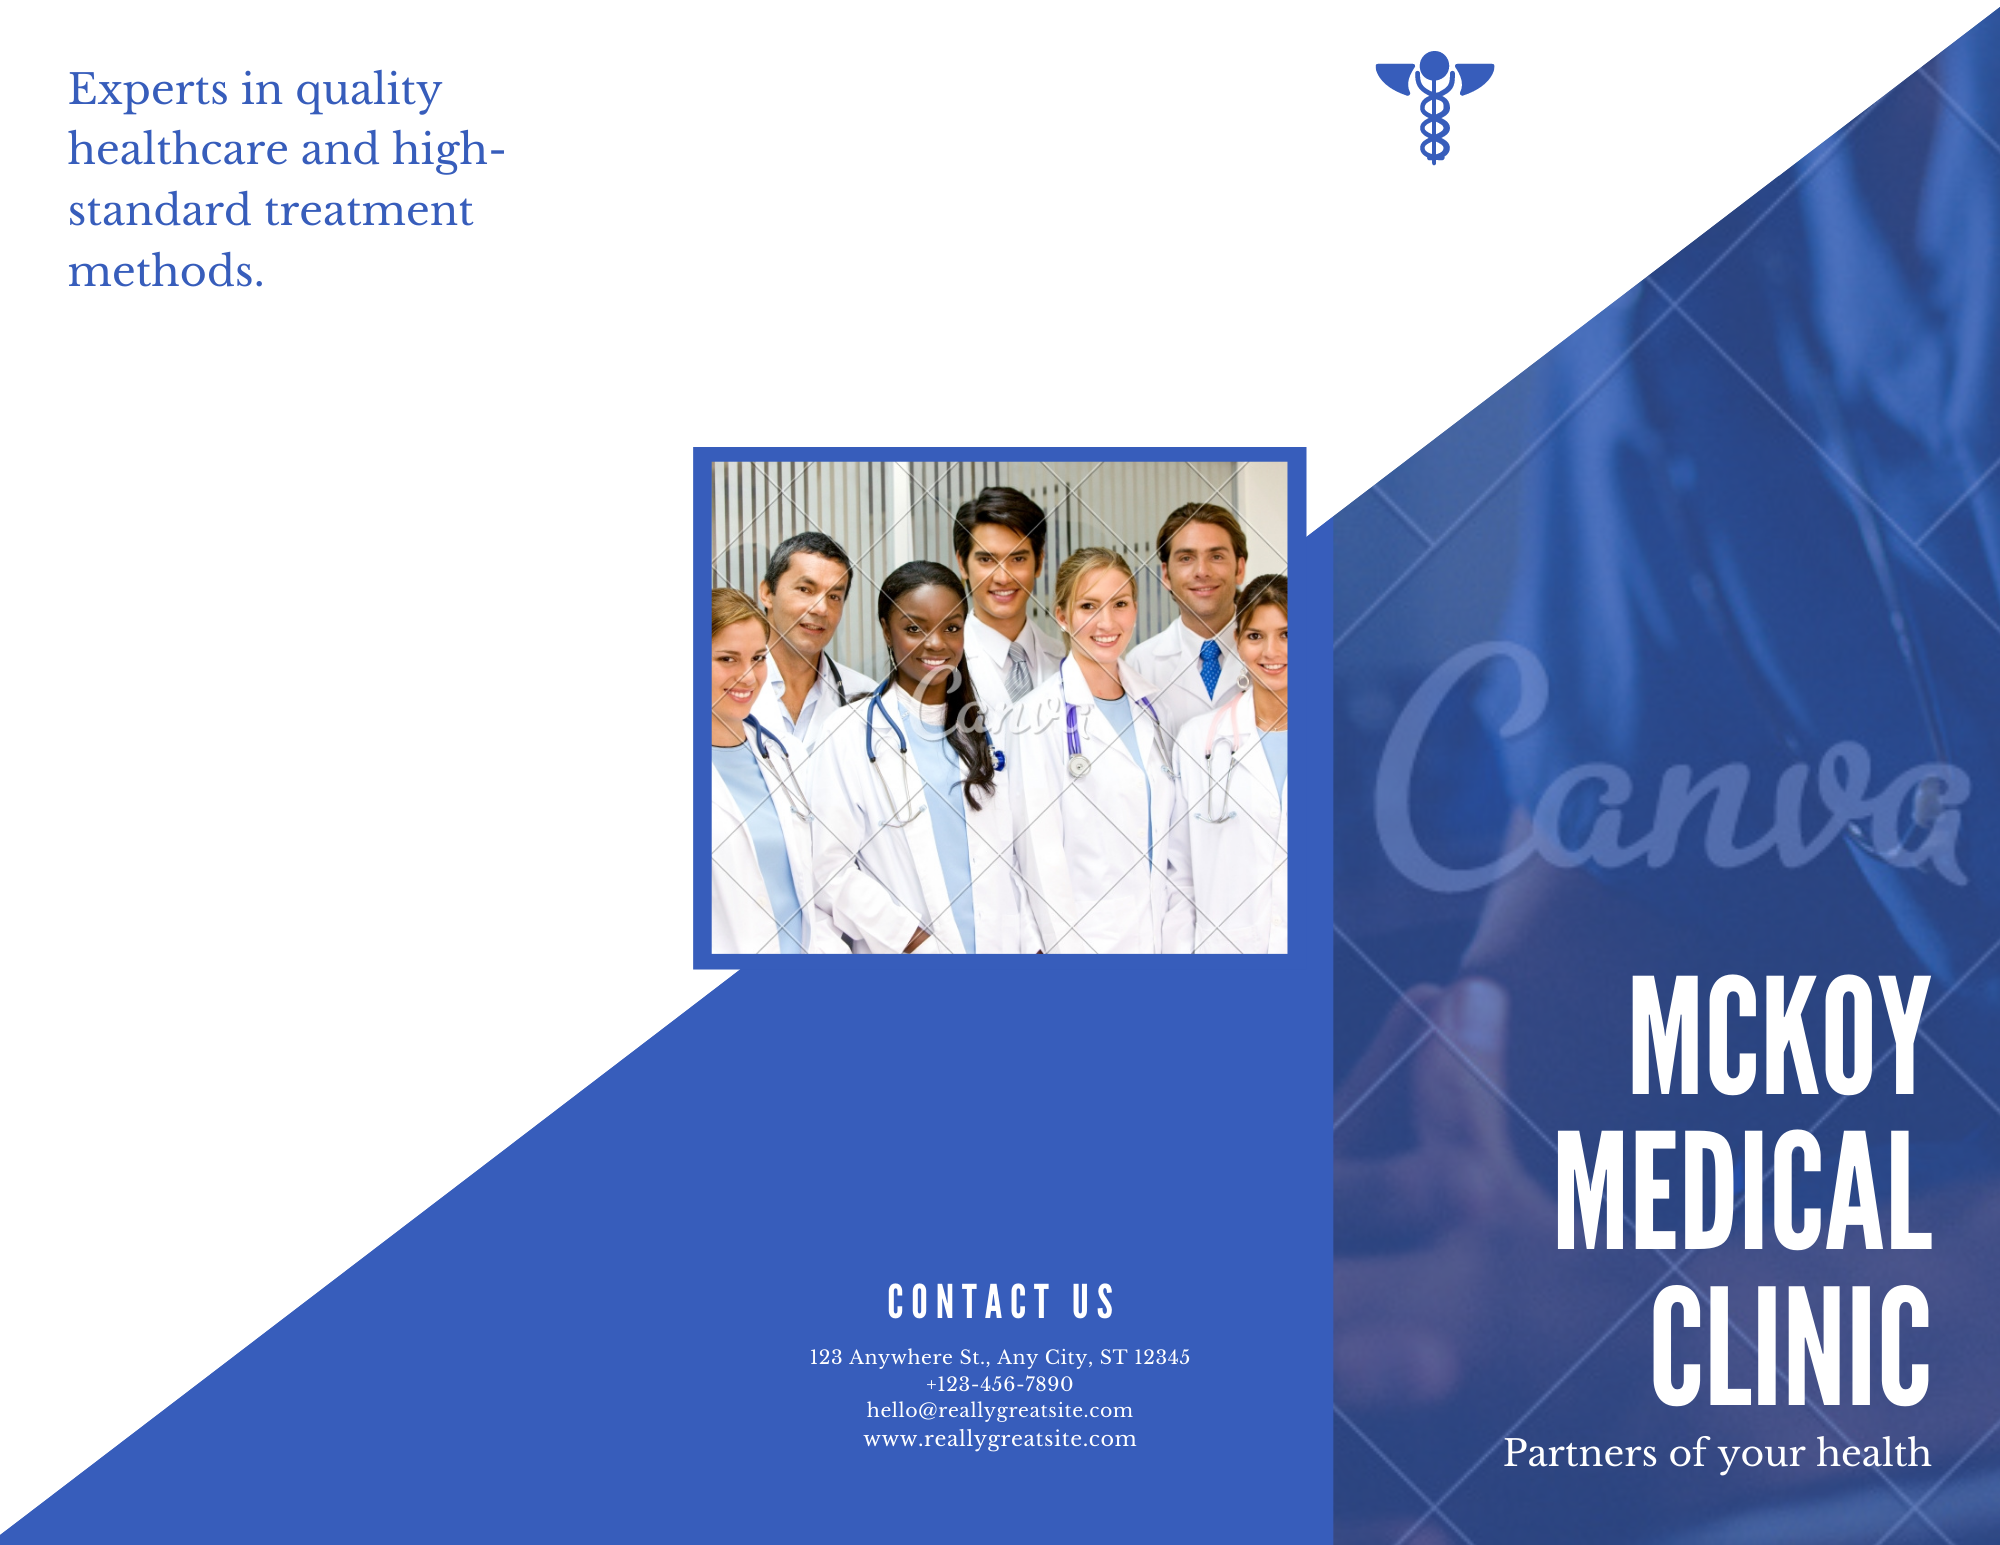 Experts in quality
healthcare and high-
standard treatment
methods.
Canva
CONTACT US
123 Anywhere St., Any City, ST 12345
+123-456-7890
hello@reallygreatsite.com
www.reallygreatsite.com
Canva
MCKOY
MEDICAL
CLINIC
Partners of your health